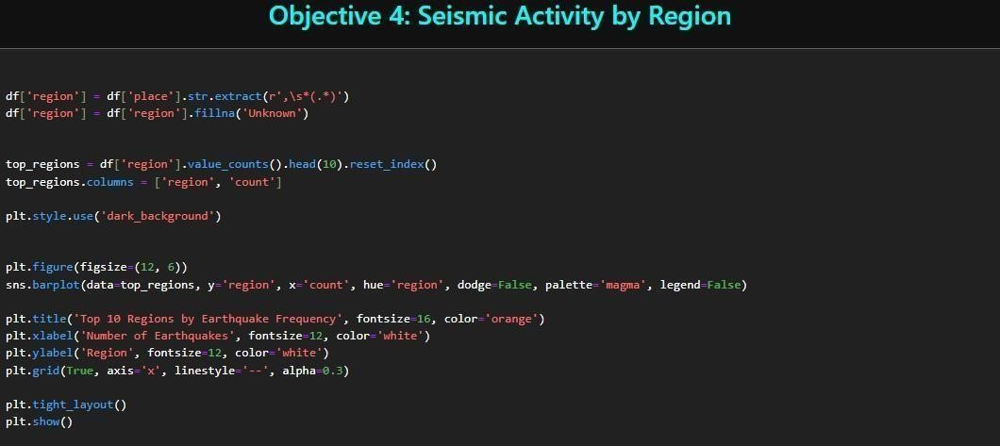 Objective 4: Seismic Activity by Region
df['region'] = df['place'].str.extract(r',\s*(.*)')
df['region'] = df['region'].fillna('Unknown')
top_regions = df['region'].value_counts().head(10).reset_index()
top_regions.columns = ['region', 'count']
plt.style.use('dark_background')
plt.figure(figsize=(12, 6))
sns.barplot(data=top_regions, y='region', x='count', hue='region', dodge=False, palette='magma', legend=False)
plt.title('Top 10 Regions by Earthquake Frequency', fontsize=16, color='orange')
plt.xlabel('Number of Earthquakes', fontsize=12, color='white')
plt.ylabel('Region', fontsize=12, color='white')
plt.grid(True, axis='x', linestyle='--', alpha=0.3)
plt.tight_layout()
plt.show()